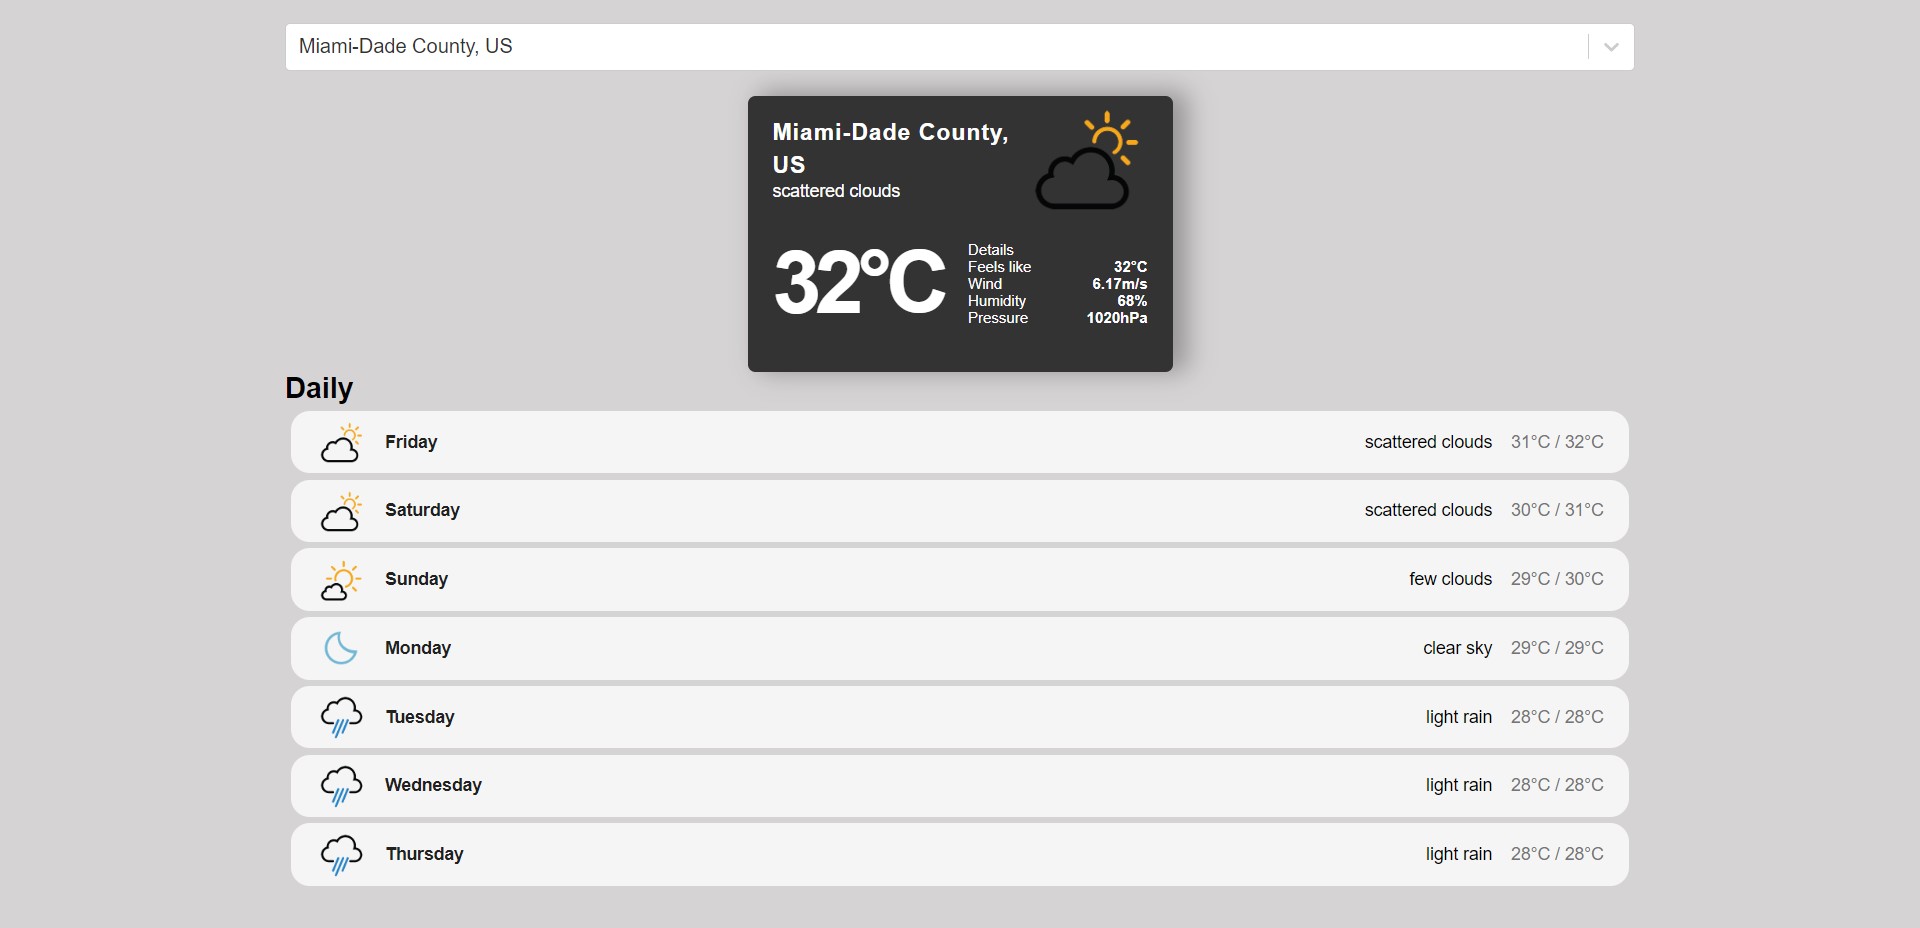 Miami-Dade County, US
Miami-Dade County,
US
scattered clouds
32°C
Details
Feels like 32°C
Wind 6.17m/s
Humidity 68%
Pressure 1020hPa
Daily
Friday scattered clouds 31°C / 32°C
Saturday scattered clouds 30°C / 31°C
Sunday few clouds 29°C / 30°C
Monday clear sky 29°C / 29°C
Tuesday light rain 28°C / 28°C
Wednesday light rain 28°C / 28°C
Thursday light rain 28°C / 28°C